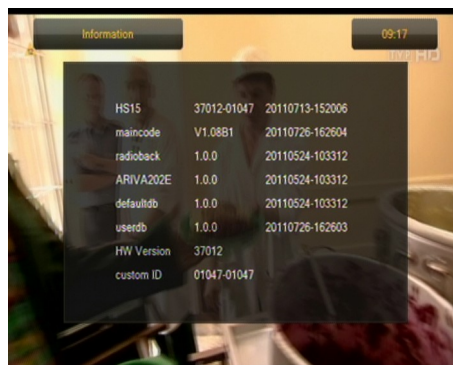 Information 09:17
HD
HS15 37012-01047 20110713-152006
maincode V1.08B1 20110726-162604
radioback 1.0.0 20110524-103312
ARIVA202E 1.0.0 20110524-103312
defaultdb 1.0.0 20110524-103312
userdb 1.0.0 20110726-162603
HW Version 37012
custom ID 01047-01047